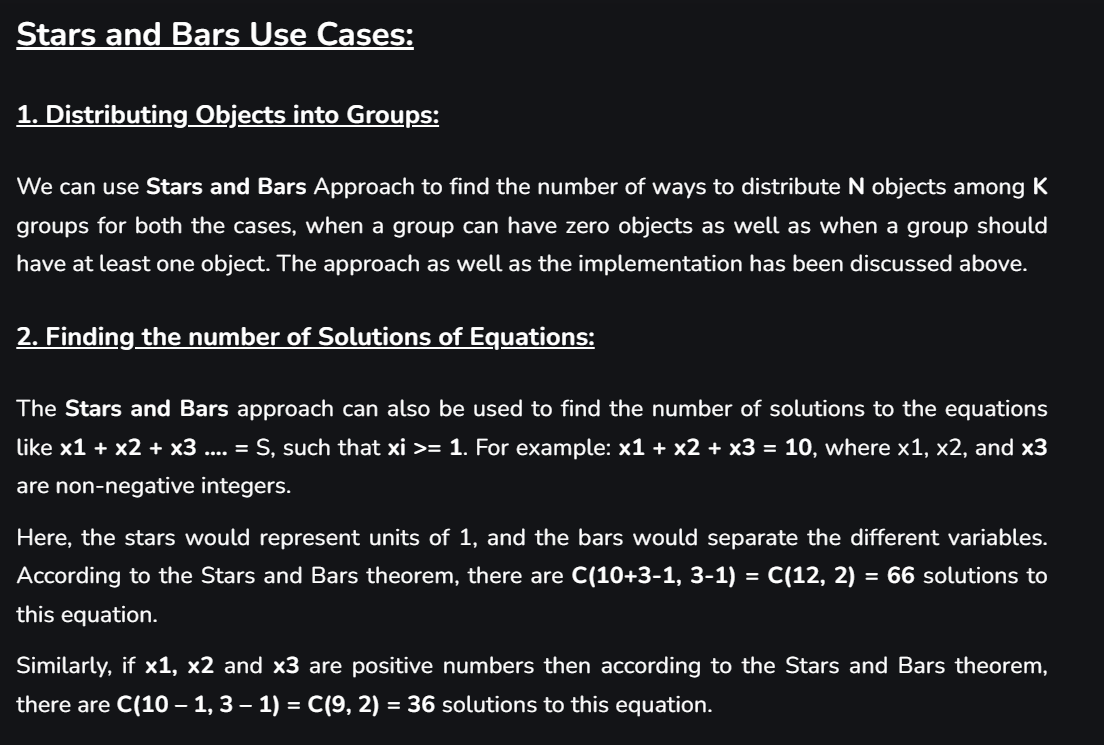 Stars and Bars Use Cases:
1. Distributing Objects into Groups:
We can use Stars and Bars Approach to find the number of ways to distribute N objects among K
groups for both the cases, when a group can have zero objects as well as when a group should
have at least one object. The approach as well as the implementation has been discussed above.
2. Finding the number of Solutions of Equations:
The Stars and Bars approach can also be used to find the number of solutions to the equations
like x1 + x2 + x3 .... = S, such that xi >= 1. For example: x1 + x2 + x3 = 10, where x1, x2, and x3
are non-negative integers.
Here, the stars would represent units of 1, and the bars would separate the different variables.
According to the Stars and Bars theorem, there are C(10+3-1, 3-1) = C(12, 2) = 66 solutions to
this equation.
Similarly, if x1, x2 and x3 are positive numbers then according to the Stars and Bars theorem,
there are C(10 – 1, 3 – 1) = C(9, 2) = 36 solutions to this equation.